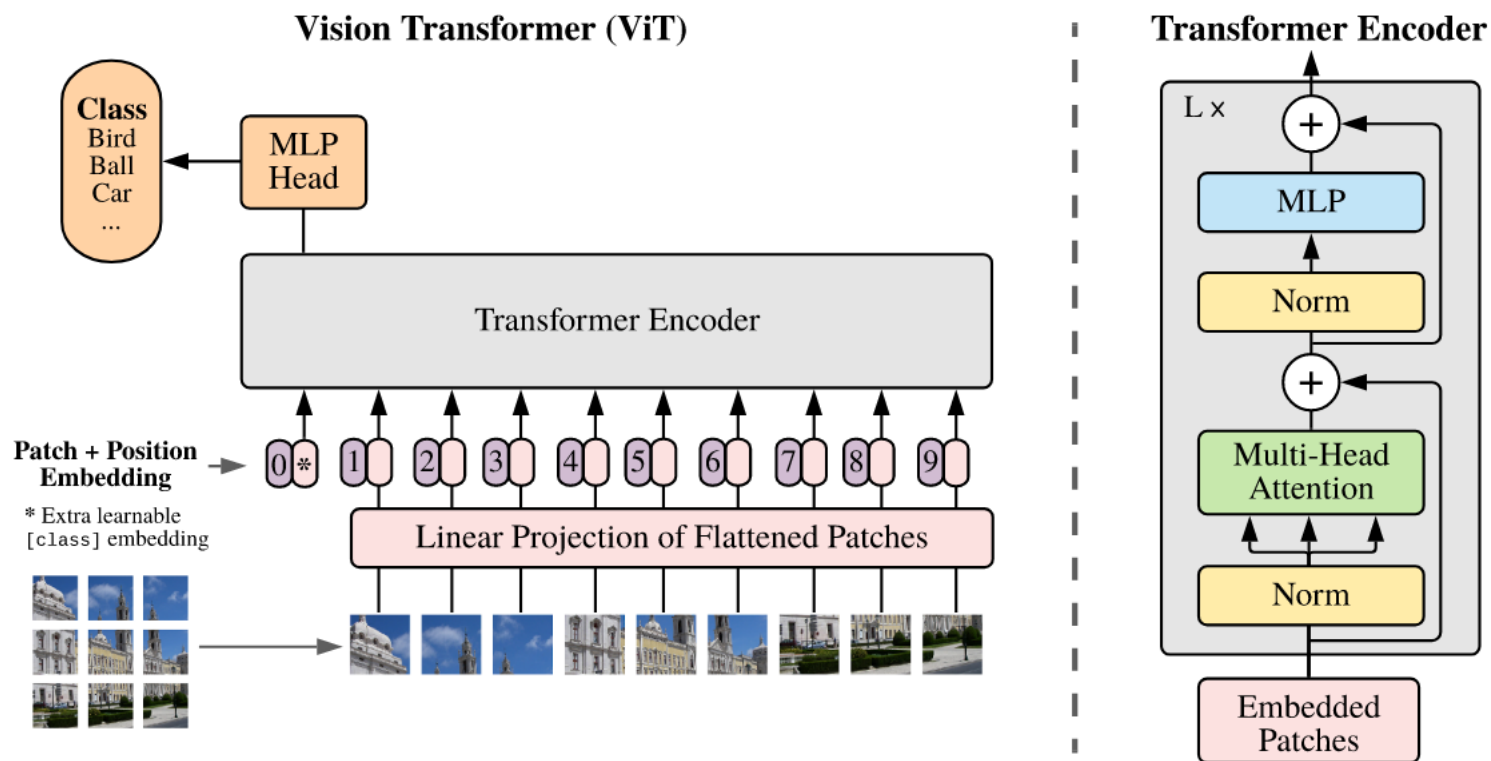 Vision Transformer (ViT)
Class
Bird
Ball
Car
...
MLP
Head
Transformer Encoder
Patch + Position
Embedding
* Extra learnable
[class] embedding
0 * 1 2 3 4 5 6 7 8 9
Linear Projection of Flattened Patches
Transformer Encoder
L ×
+
MLP
Norm
+
Multi-Head
Attention
Norm
Embedded
Patches